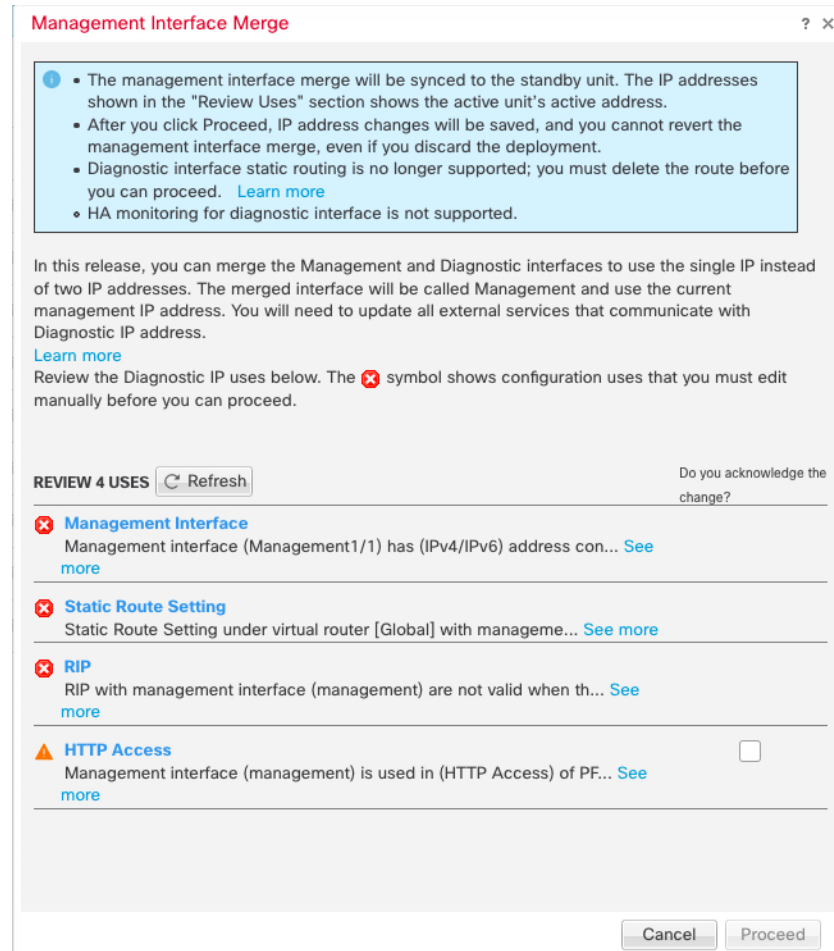 Management Interface Merge
? ×
• The management interface merge will be synced to the standby unit. The IP addresses
shown in the "Review Uses" section shows the active unit's active address.
• After you click Proceed, IP address changes will be saved, and you cannot revert the
management interface merge, even if you discard the deployment.
• Diagnostic interface static routing is no longer supported; you must delete the route before
you can proceed. Learn more
• HA monitoring for diagnostic interface is not supported.
In this release, you can merge the Management and Diagnostic interfaces to use the single IP instead
of two IP addresses. The merged interface will be called Management and use the current
management IP address. You will need to update all external services that communicate with
Diagnostic IP address.
Learn more
Review the Diagnostic IP uses below. The symbol shows configuration uses that you must edit
manually before you can proceed.
REVIEW 4 USES Refresh
Do you acknowledge the
change?
Management Interface
Management interface (Management1/1) has (IPv4/IPv6) address con... See
more
Static Route Setting
Static Route Setting under virtual router [Global] with manageme... See more
RIP
RIP with management interface (management) are not valid when th... See
more
HTTP Access
Management interface (management) is used in (HTTP Access) of PF... See
more
Cancel
Proceed